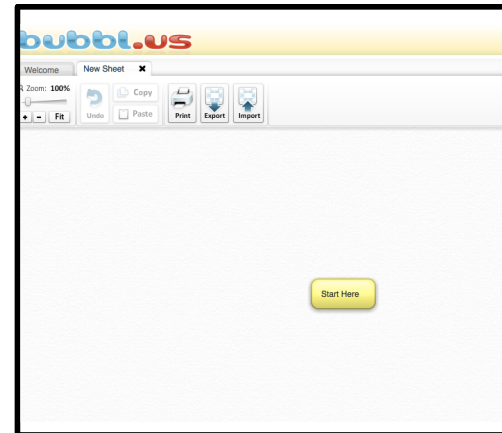 bubbl.us
Welcome
New Sheet ✖
Zoom: 100%
+ - Fit
Undo
Copy
Paste
Print
Export
Import
Start Here